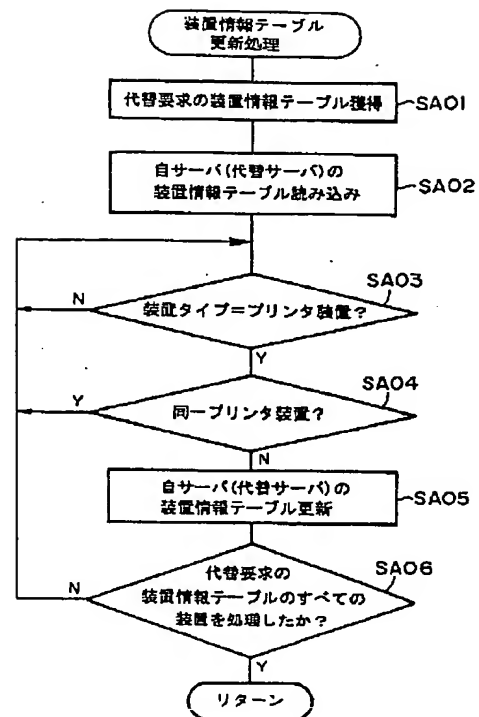 装置情報テーブル
更新処理
代替要求の装置情報テーブル獲得
SA01
自サーバ(代替サーバ)の
装置情報テーブル読み込み
SA02
SA03
N
装置タイプ=プリンタ装置?
Y
SA04
Y
同一プリンタ装置?
N
自サーバ(代替サーバ)の
装置情報テーブル更新
SA05
代替要求の
装置情報テーブルのすべての
装置を処理したか?
SA06
N
Y
リターン